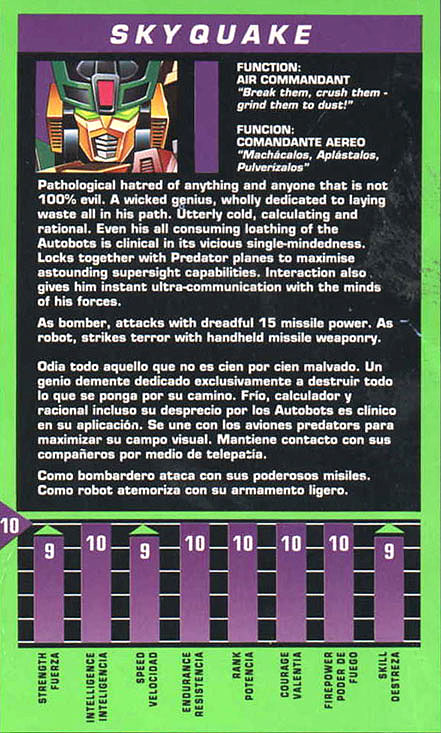 SKYQUAKE
FUNCTION:
AIR COMMANDANT
"Break them, crush them -
grind them to dust!"
FUNCION:
COMANDANTE AEREO
"Machácalos, Aplástalos,
Pulverízalos"
Pathological hatred of anything and anyone that is not
100% evil. A wicked genius, wholly dedicated to laying
waste all in his path. Utterly cold, calculating and
rational. Even his all consuming loathing of the
Autobots is clinical in its vicious single-mindedness.
Locks together with Predator planes to maximise
astounding supersight capabilities. Interaction also
gives him instant ultra-communication with the minds
of his forces.
As bomber, attacks with dreadful 15 missile power. As
robot, strikes terror with handheld missile weaponry.
Odia todo aquello que no es cien por cien malvado. Un
genio demente dedicado exclusivamente a destruir todo
lo que se ponga por su camino. Frío, calculador y
racional incluso su desprecio por los Autobots es clínico
en su aplicación. Se une con los aviones predators para
maximizar su campo visual. Mantiene contacto con sus
compañeros por medio de telepatía.
Como bombardero ataca con sus poderosos misiles.
Como robot atemoriza con su armamento ligero.
10
9 10 9 10 10 10 10 9
STRENGTH
FUERZA
INTELLIGENCE
INTELIGENCIA
SPEED
VELOCIDAD
ENDURANCE
RESISTENCIA
RANK
POTENCIA
COURAGE
VALENTIA
FIREPOWER
PODER DE
FUEGO
SKILL
DESTREZA